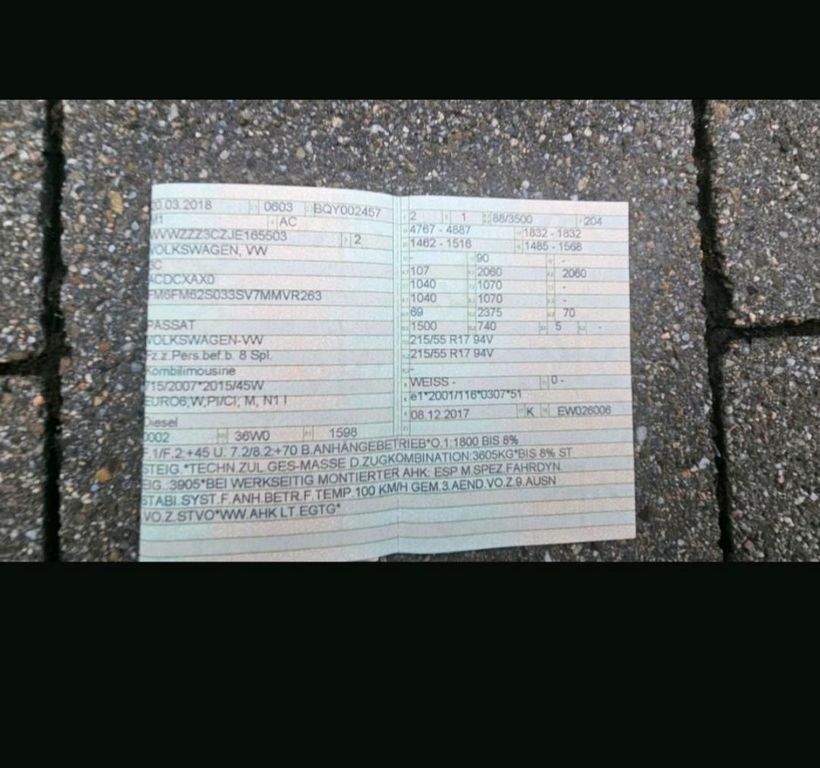 20.03.2018 0603 BQY002457
M1 AC
WVWZZZ3CZJE165503 2
VOLKSWAGEN, VW
3C
ACDCXAX0
FM6FM62S033SV7MMVR263
PASSAT
VOLKSWAGEN-VW
Fz.z.Pers.bef.b. 8 Spl.
Kombilimousine
715/2007*2015/45W
EURO6,W,PI/CI, M, N1 I
Diesel
0002 36W0 1598
2 1 88/3500 204
4767 - 4887 1832 - 1832
1462 - 1516 1485 - 1568
- 90 -
107 2060 2060
1040 1070 -
1040 1070 -
69 2375 70
1500 740 5 -
215/55 R17 94V
215/55 R17 94V
-
WEISS - 0 -
e1*2001/116*0307*51
08.12.2017 K EW026006
F.1/F.2:+45 U. 7.2/8.2:+70 B.ANHÄNGEBETRIEB*O.1:1800 BIS 8%
STEIG.*TECHN.ZUL.GES-MASSE D.ZUGKOMBINATION:3605KG*BIS 8% ST
EIG.:3905*BEI WERKSEITIG MONTIERTER AHK: ESP M.SPEZ.FAHRDYN.
STABI.SYST.F.ANH.BETR.F.TEMP.100 KM/H GEM.3.AEND.VO.Z.9.AUSN
VO.Z.STVO*WW.AHK LT.EGTG*